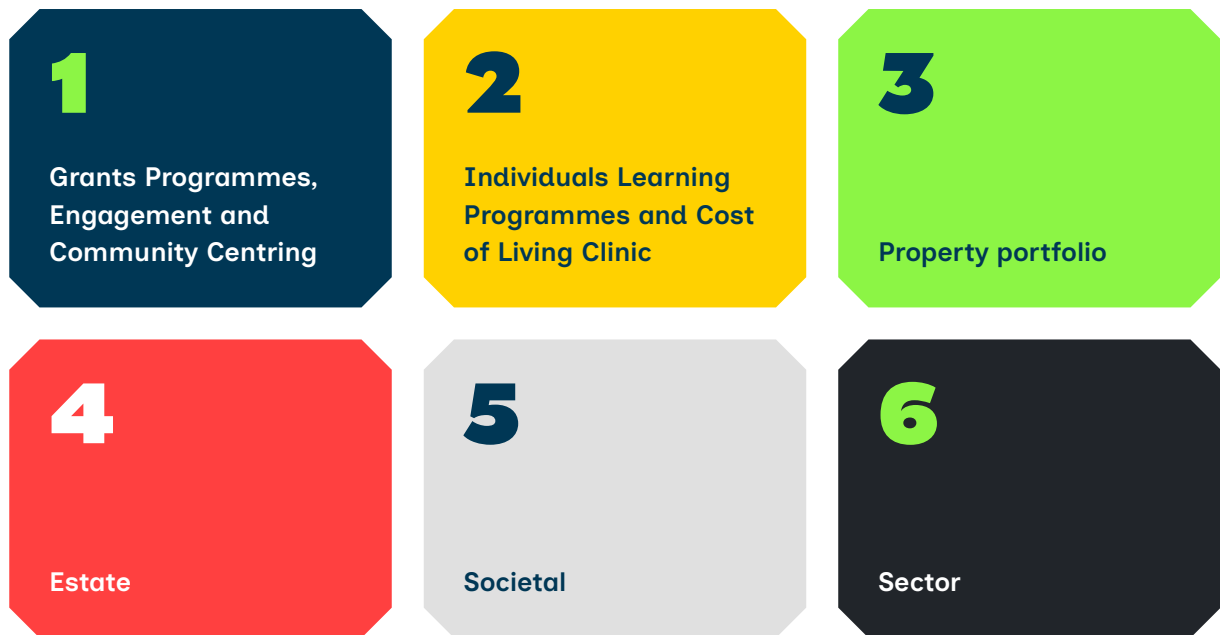 1
Grants Programmes,
Engagement and
Community Centring
2
Individuals Learning
Programmes and Cost
of Living Clinic
3
Property portfolio
4
Estate
5
Societal
6
Sector